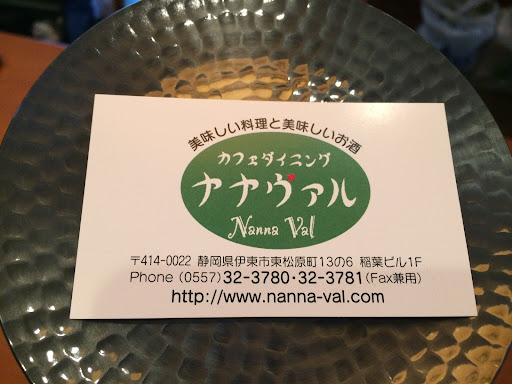 美味しい料理と美味しいお酒
カフェダイニング
ナナヴァル
Nanna Val
〒414-0022 静岡県伊東市東松原町13の6 稲葉ビル1F
Phone (0557)32-3780・32-3781(Fax兼用)
http://www.nanna-val.com